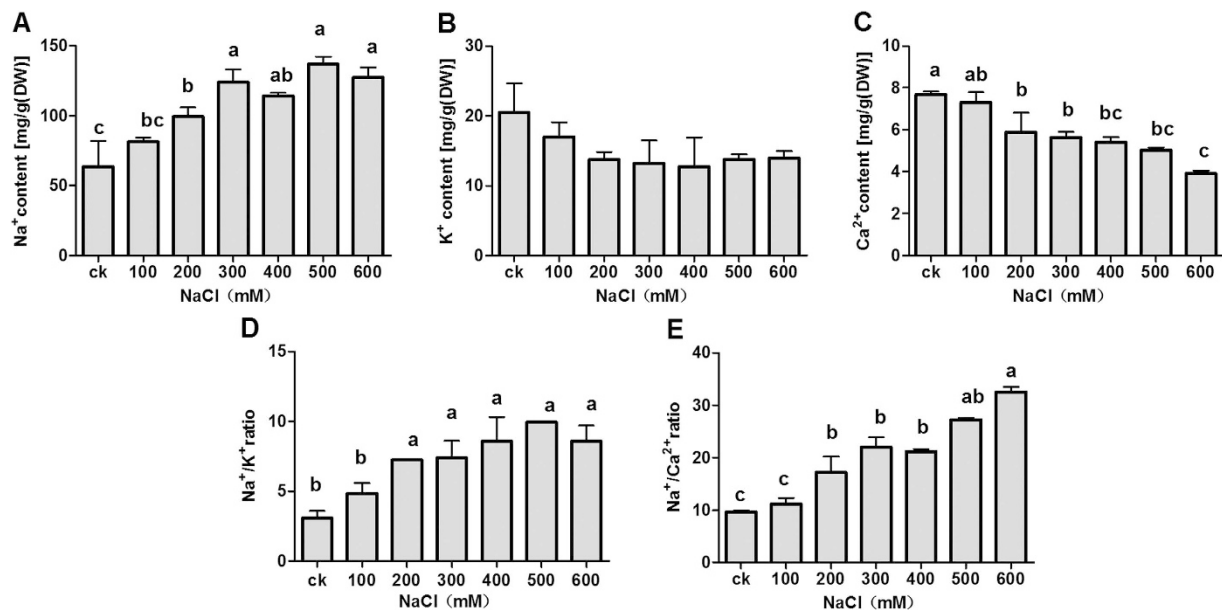 A
Na⁺content [mg/g(DW)]
150
100
50
0
c
bc
b
a
ab
a
a
ck 100 200 300 400 500 600
NaCl（mM）
B
K⁺ content [mg/g(DW)]
30
20
10
0
ck 100 200 300 400 500 600
NaCl（mM）
C
Ca²⁺content [mg/g(DW)]
10
8
6
4
2
0
a
ab
b
b
bc
bc
c
ck 100 200 300 400 500 600
NaCl（mM）
D
Na⁺/K⁺ratio
15
10
5
0
b
b
a
a
a
a
a
ck 100 200 300 400 500 600
NaCl（mM）
E
Na⁺/Ca²⁺ratio
40
30
20
10
0
c
c
b
b
b
ab
a
ck 100 200 300 400 500 600
NaCl（mM）